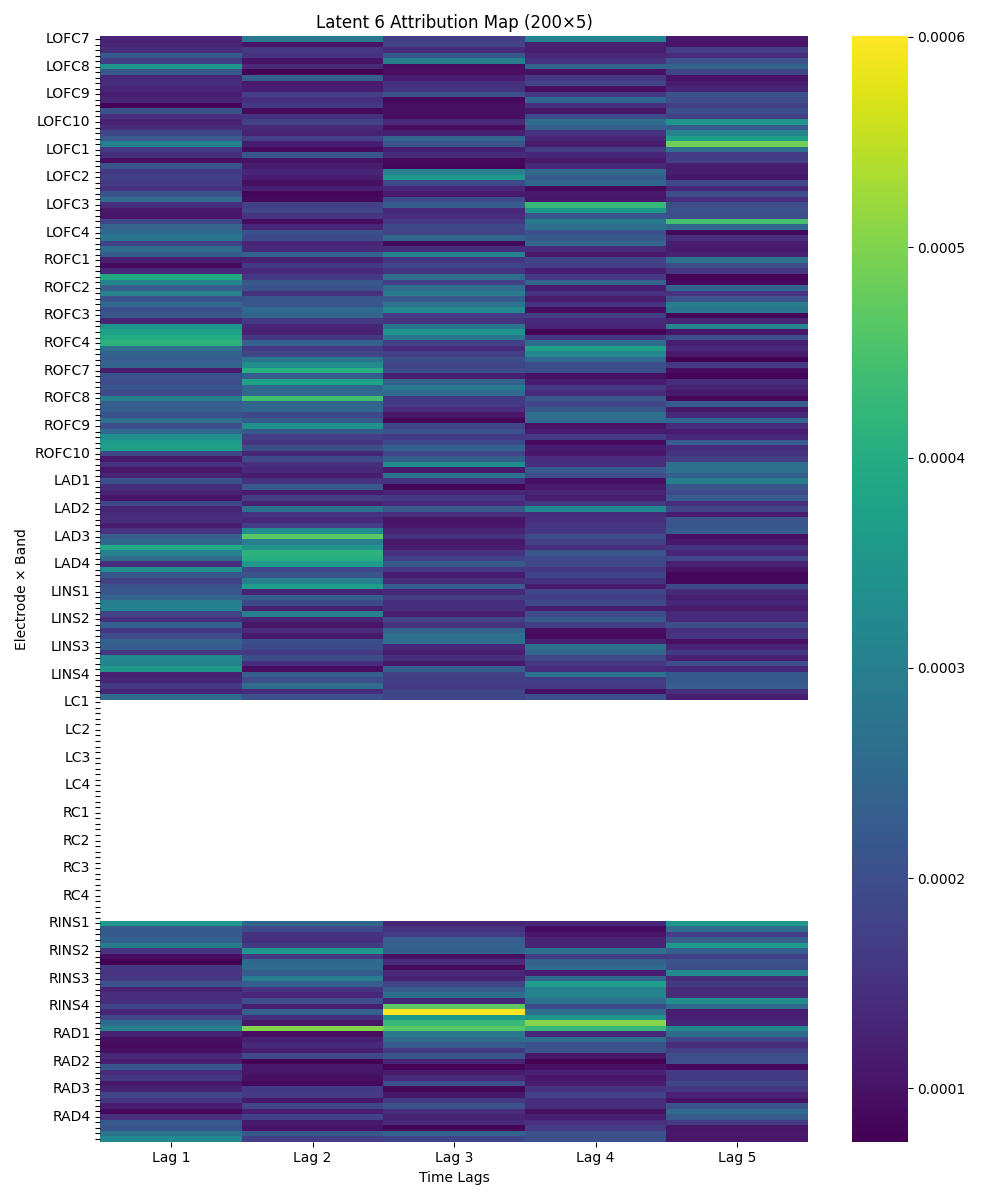 Latent 6 Attribution Map (200×5)
LOFC7
LOFC8
LOFC9
LOFC10
LOFC1
LOFC2
LOFC3
LOFC4
ROFC1
ROFC2
ROFC3
ROFC4
ROFC7
ROFC8
ROFC9
ROFC10
LAD1
LAD2
LAD3
LAD4
LINS1
LINS2
LINS3
LINS4
LC1
LC2
LC3
LC4
RC1
RC2
RC3
RC4
RINS1
RINS2
RINS3
RINS4
RAD1
RAD2
RAD3
RAD4
Electrode × Band
Lag 1 Lag 2 Lag 3 Lag 4 Lag 5
Time Lags
0.0006
0.0005
0.0004
0.0003
0.0002
0.0001